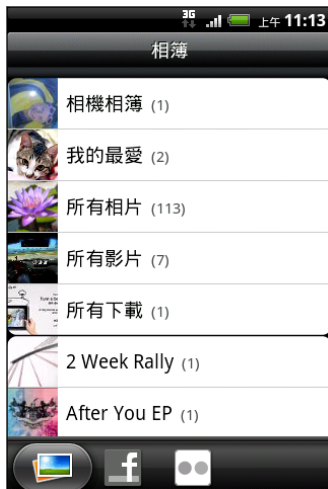 3G 上午 11:13
相簿
相機相簿 (1)
我的最愛 (2)
所有相片 (113)
所有影片 (7)
所有下載 (1)
2 Week Rally (1)
After You EP (1)
f